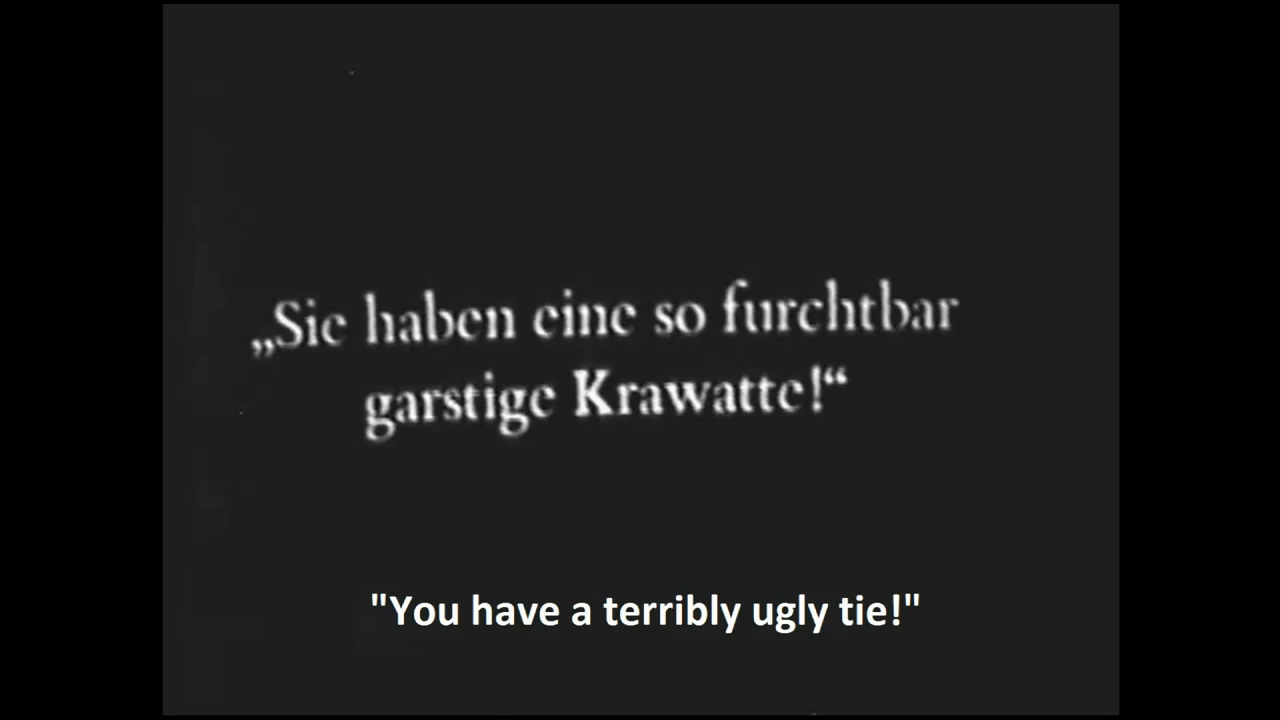 „Sie haben eine so furchtbar
garstige Krawatte!“
"You have a terribly ugly tie!"